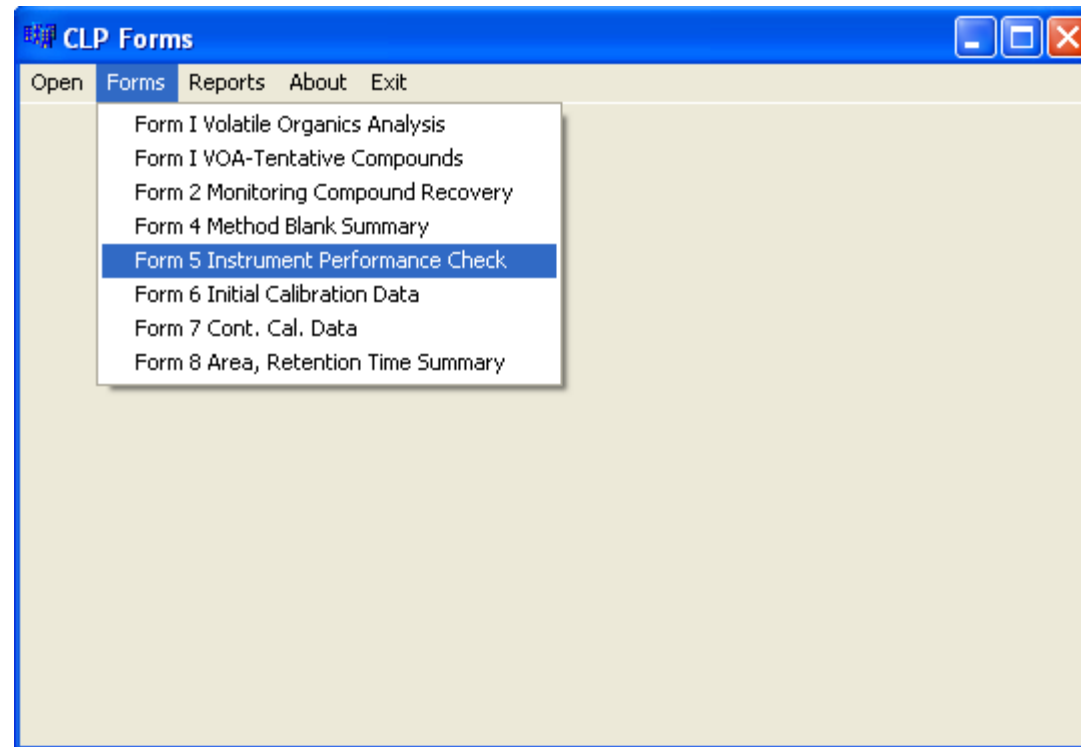 CLP Forms
Open Forms Reports About Exit
Form I Volatile Organics Analysis
Form I VOA-Tentative Compounds
Form 2 Monitoring Compound Recovery
Form 4 Method Blank Summary
Form 5 Instrument Performance Check
Form 6 Initial Calibration Data
Form 7 Cont. Cal. Data
Form 8 Area, Retention Time Summary